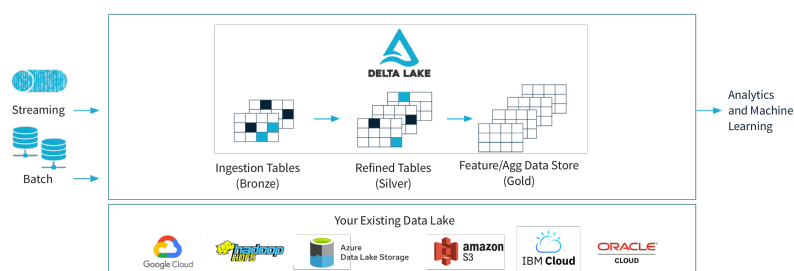 DELTA LAKE
Streaming
Batch
Ingestion Tables
(Bronze)
Refined Tables
(Silver)
Feature/Agg Data Store
(Gold)
Analytics
and Machine
Learning
Your Existing Data Lake
Google Cloud
hadoop
HDFS
Azure
Data Lake Storage
amazon
S3
IBM Cloud
ORACLE
CLOUD